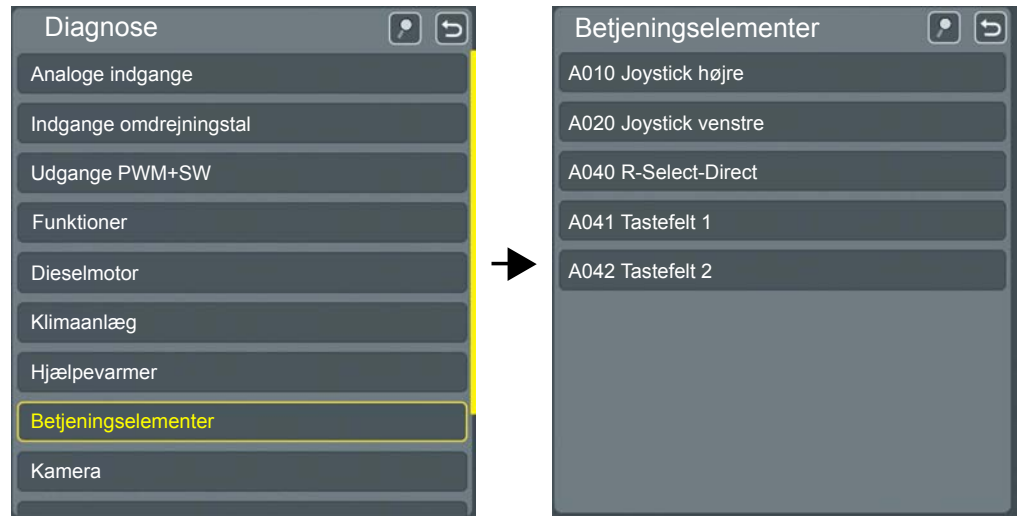 Diagnose
Analoge indgange
Indgange omdrejningstal
Udgange PWM+SW
Funktioner
Dieselmotor
Klimaanlæg
Hjælpevarmer
Betjeningselementer
Kamera
Betjeningselementer
A010 Joystick højre
A020 Joystick venstre
A040 R-Select-Direct
A041 Tastefelt 1
A042 Tastefelt 2